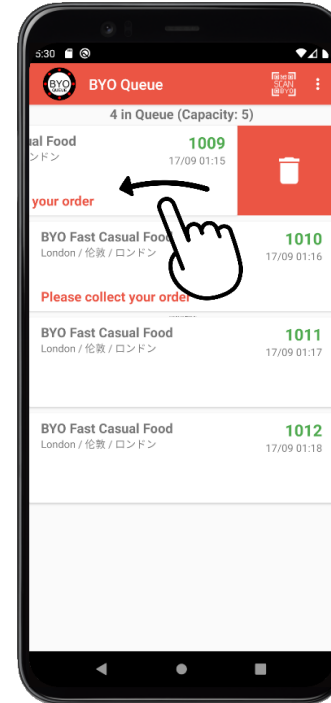 5:30
BYO
QUEUE
BYO Queue
SCAN
BYQ
4 in Queue (Capacity: 5)
ual Food
1009
ンドン
17/09 01:15
your order
BYO Fast Casual Food
1010
London / 伦敦 / ロンドン
17/09 01:16
Please collect your order
BYO Fast Casual Food
1011
London / 伦敦 / ロンドン
17/09 01:17
BYO Fast Casual Food
1012
London / 伦敦 / ロンドン
17/09 01:18